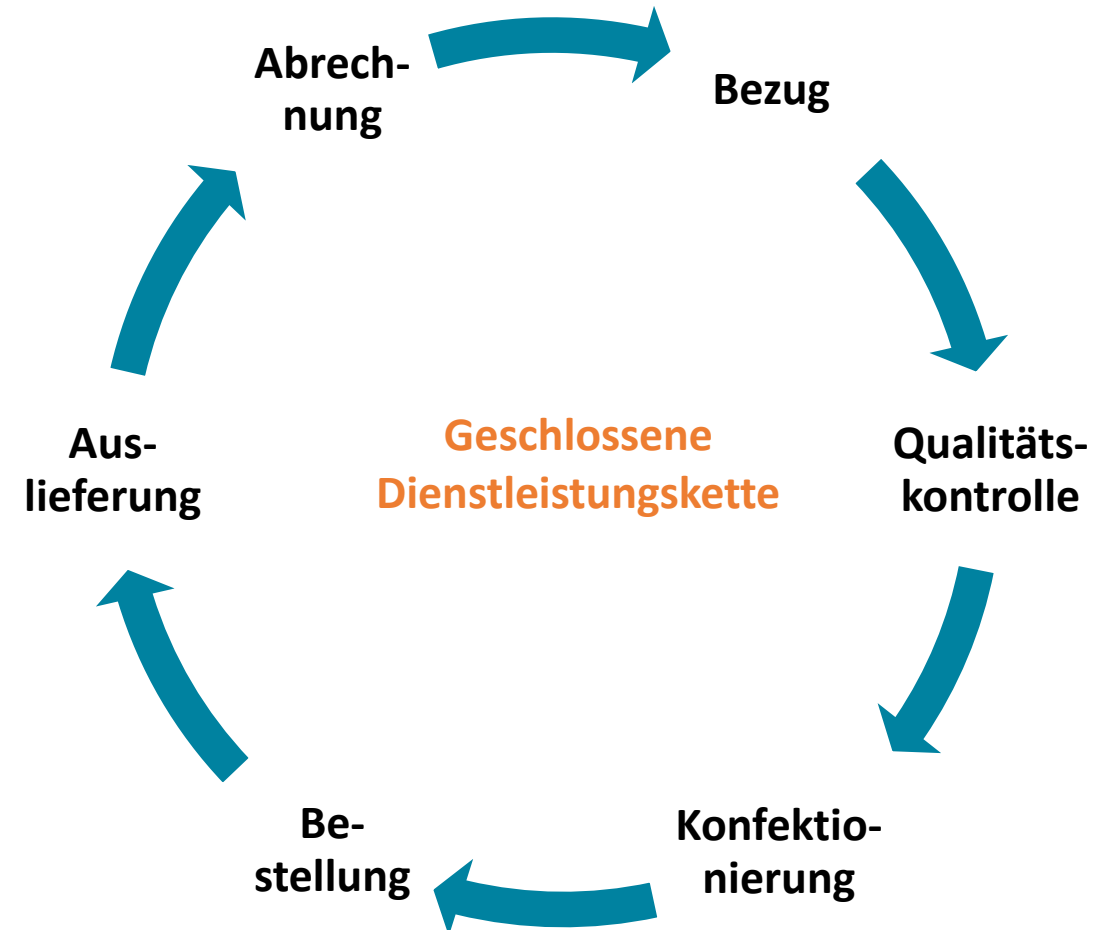 Abrech-
nung
Bezug
Qualitäts-
kontrolle
Konfektio-
nierung
Be-
stellung
Aus-
lieferung
Geschlossene
Dienstleistungskette